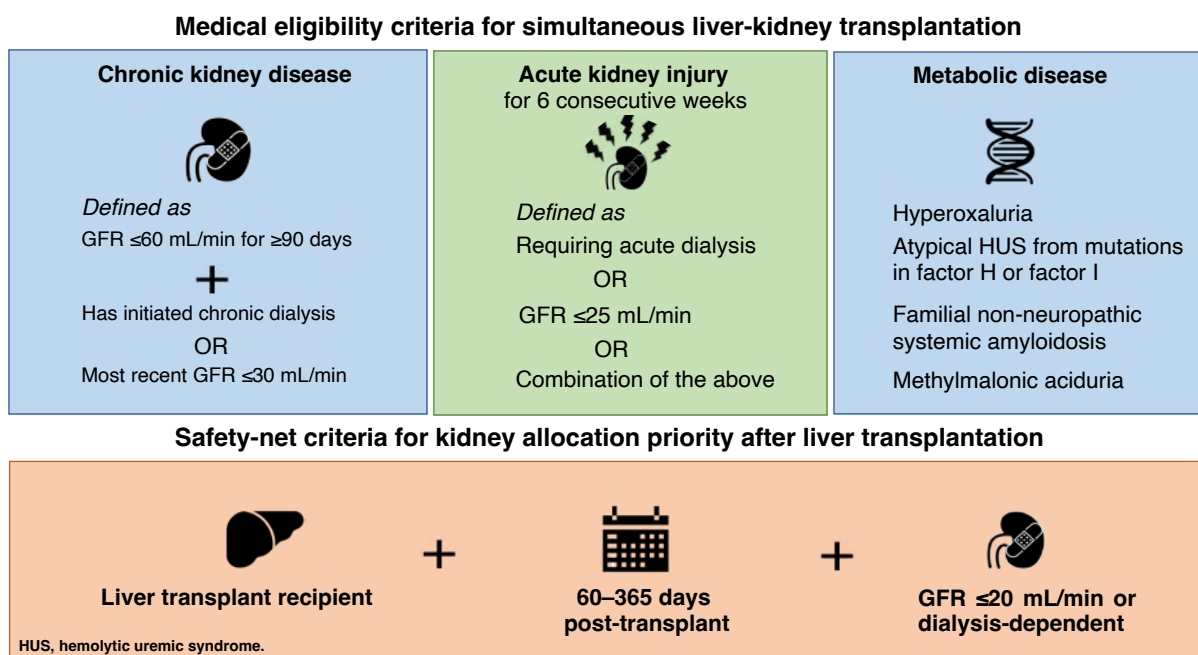 Medical eligibility criteria for simultaneous liver-kidney transplantation
Chronic kidney disease
Defined as
GFR ≤60 mL/min for ≥90 days
+
Has initiated chronic dialysis
OR
Most recent GFR ≤30 mL/min
Acute kidney injury
for 6 consecutive weeks
Defined as
Requiring acute dialysis
OR
GFR ≤25 mL/min
OR
Combination of the above
Metabolic disease
Hyperoxaluria
Atypical HUS from mutations
in factor H or factor I
Familial non-neuropathic
systemic amyloidosis
Methylmalonic aciduria
Safety-net criteria for kidney allocation priority after liver transplantation
Liver transplant recipient
+
60–365 days
post-transplant
+
GFR ≤20 mL/min or
dialysis-dependent
HUS, hemolytic uremic syndrome.